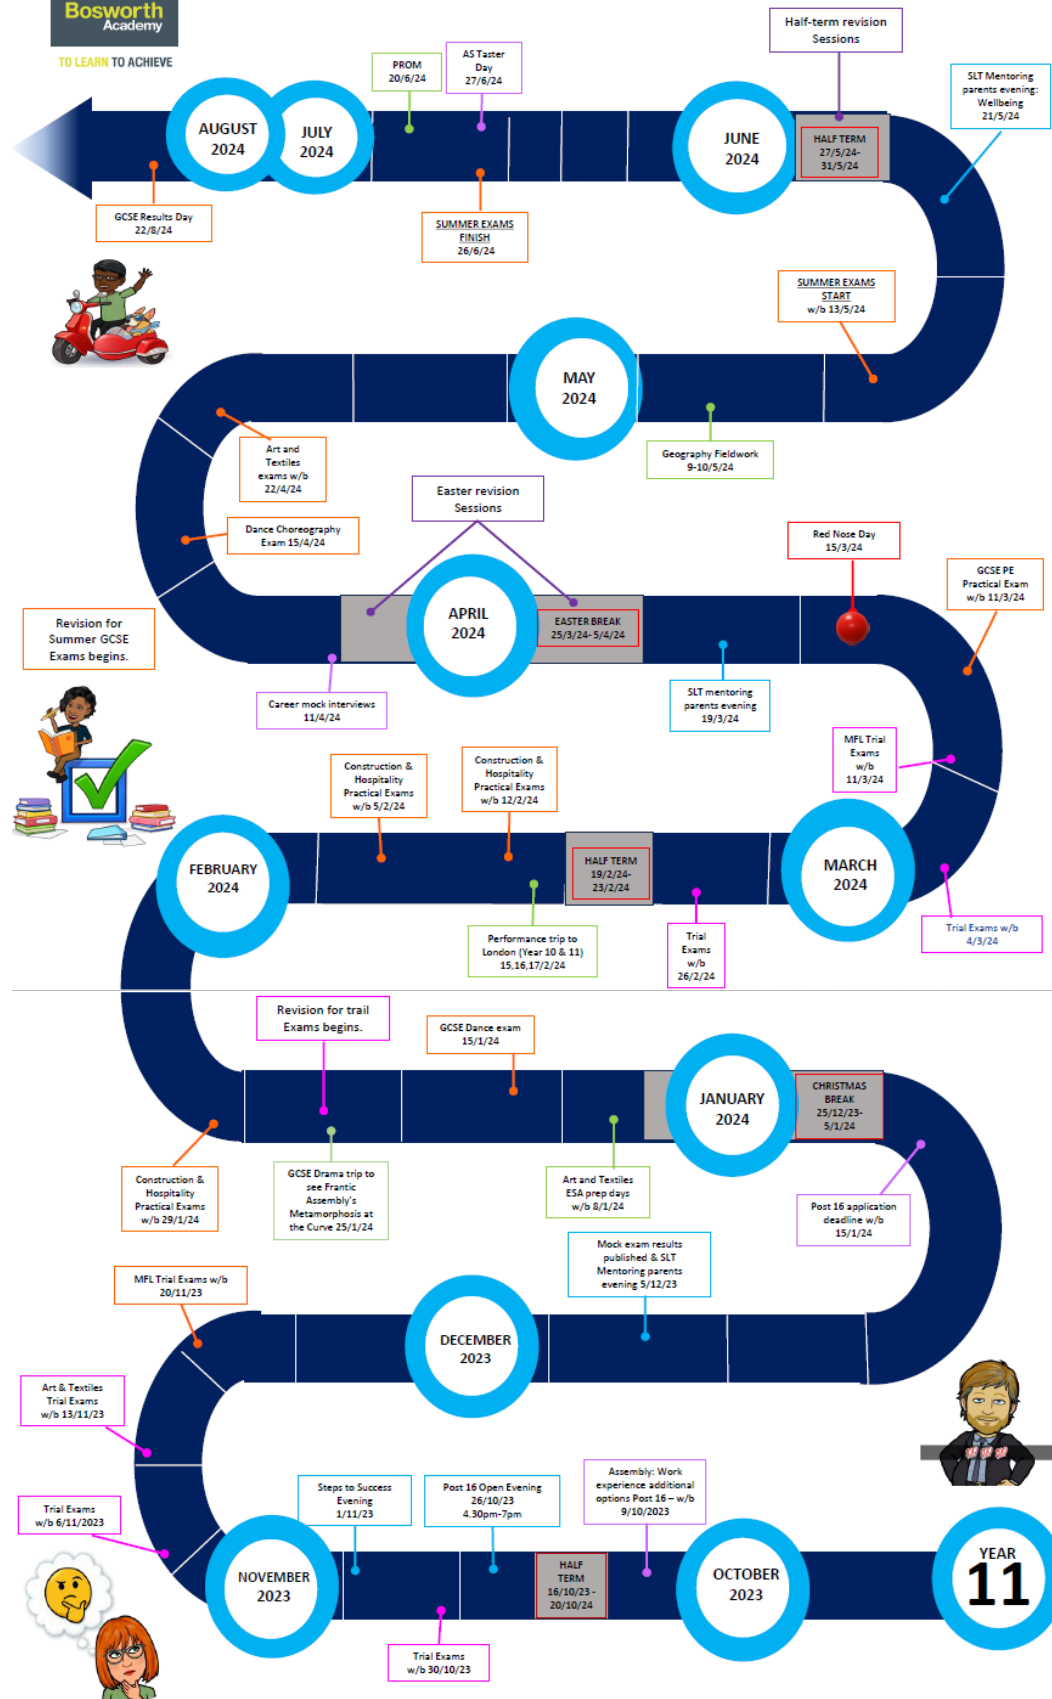 Bosworth
Academy
TO LEARN TO ACHIEVE
Half-term revision
Sessions
PROM
20/6/24
AS Taster
Day
27/6/24
SLT Mentoring
parents evening:
Wellbeing
21/5/24
AUGUST
2024
JULY
2024
JUNE
2024
HALF TERM
27/5/24-
31/5/24
GCSE Results Day
22/8/24
SUMMER EXAMS
FINISH
26/6/24
SUMMER EXAMS
START
w/b 13/5/24
MAY
2024
Geography Fieldwork
9-10/5/24
Art and
Textiles
exams w/b
22/4/24
Dance Choreography
Exam 15/4/24
Easter revision
Sessions
Red Nose Day
15/3/24
GCSE PE
Practical Exam
w/b 11/3/24
Revision for
Summer GCSE
Exams begins.
APRIL
2024
EASTER BREAK
25/3/24- 5/4/24
Career mock interviews
11/4/24
SLT mentoring
parents evening
19/3/24
MFL Trial
Exams
w/b
11/3/24
Construction &
Hospitality
Practical Exams
w/b 5/2/24
Construction &
Hospitality
Practical Exams
w/b 12/2/24
FEBRUARY
2024
HALF TERM
19/2/24-
23/2/24
MARCH
2024
Performance trip to
London (Year 10 & 11)
15,16,17/2/24
Trial
Exams
w/b
26/2/24
Trial Exams w/b
4/3/24
Revision for trail
Exams begins.
GCSE Dance exam
15/1/24
JANUARY
2024
CHRISTMAS
BREAK
25/12/23-
5/1/24
Construction &
Hospitality
Practical Exams
w/b 29/1/24
GCSE Drama trip to
see Frantic
Assembly's
Metamorphosis at
the Curve 25/1/24
Art and Textiles
ESA prep days
w/b 8/1/24
Post 16 application
deadline w/b
15/1/24
Mock exam results
published & SLT
Mentoring parents
evening 5/12/23
MFL Trial Exams w/b
20/11/23
DECEMBER
2023
Art & Textiles
Trial Exams
w/b 13/11/23
Trial Exams
w/b 6/11/2023
Steps to Success
Evening
1/11/23
Post 16 Open Evening
26/10/23
4.30pm-7pm
Assembly: Work
experience additional
options Post 16 – w/b
9/10/2023
NOVEMBER
2023
HALF
TERM
16/10/23 -
20/10/24
OCTOBER
2023
YEAR
11
Trial Exams
w/b 30/10/23